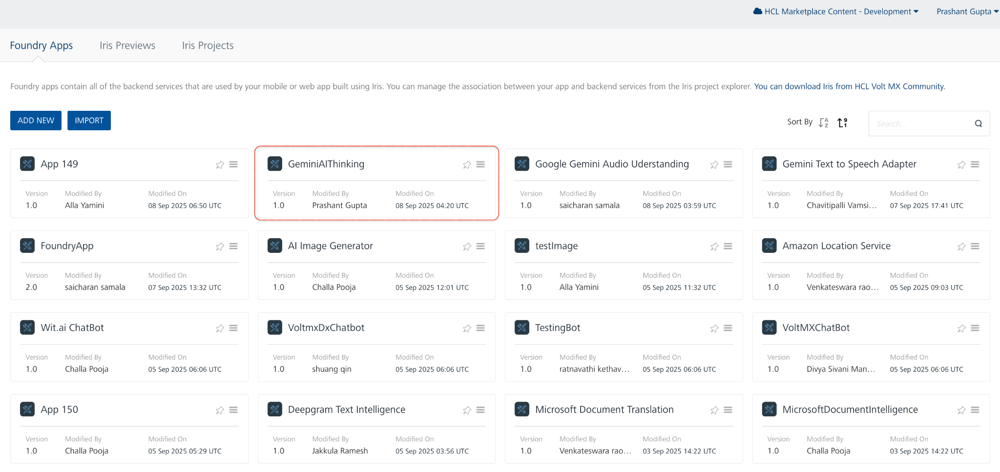 HCL Marketplace Content - Development
Prashant Gupta
Foundry Apps
Iris Previews
Iris Projects
Foundry apps contain all of the backend services that are used by your mobile or web app built using Iris. You can manage the association between your app and backend services from the Iris project explorer. You can download Iris from HCL Volt MX Community.
ADD NEW
IMPORT
Sort By
Search...
App 149
Version
Modified By
Modified On
1.0
Alla Yamini
08 Sep 2025 06:50 UTC
GeminiAIThinking
Version
Modified By
Modified On
1.0
Prashant Gupta
08 Sep 2025 04:20 UTC
Google Gemini Audio Uderstanding
Version
Modified By
Modified On
1.0
saicharan samala
08 Sep 2025 03:59 UTC
Gemini Text to Speech Adapter
Version
Modified By
Modified On
1.0
Chavitipalli Vamsi...
07 Sep 2025 17:41 UTC
FoundryApp
Version
Modified By
Modified On
2.0
saicharan samala
07 Sep 2025 13:32 UTC
AI Image Generator
Version
Modified By
Modified On
1.0
Challa Pooja
05 Sep 2025 12:01 UTC
testImage
Version
Modified By
Modified On
1.0
Alla Yamini
05 Sep 2025 11:32 UTC
Amazon Location Service
Version
Modified By
Modified On
1.0
Venkateswara rao...
05 Sep 2025 09:03 UTC
Wit.ai ChatBot
Version
Modified By
Modified On
1.0
Challa Pooja
05 Sep 2025 06:06 UTC
VoltmxDxChatbot
Version
Modified By
Modified On
1.0
shuang qin
05 Sep 2025 06:06 UTC
TestingBot
Version
Modified By
Modified On
1.0
ratnavathi kethav...
05 Sep 2025 06:06 UTC
VoltMXChatBot
Version
Modified By
Modified On
1.0
Divya Sivani Man...
05 Sep 2025 06:06 UTC
App 150
Version
Modified By
Modified On
1.0
Challa Pooja
05 Sep 2025 05:29 UTC
Deepgram Text Intelligence
Version
Modified By
Modified On
1.0
Jakkula Ramesh
05 Sep 2025 03:56 UTC
Microsoft Document Translation
Version
Modified By
Modified On
1.0
Venkateswara rao...
03 Sep 2025 14:22 UTC
MicrosoftDocumentIntelligence
Version
Modified By
Modified On
1.0
Challa Pooja
03 Sep 2025 14:22 UTC